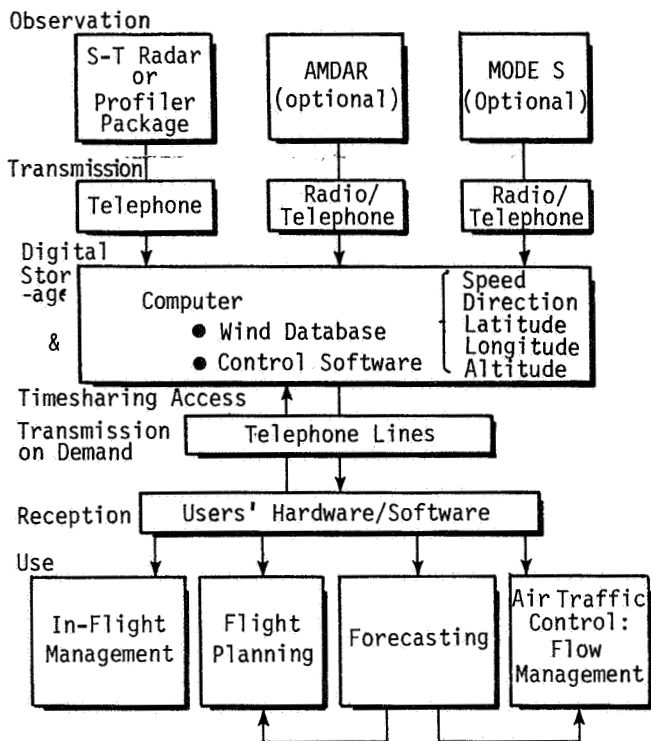 Observation
S-T Radar
or
Profiler
Package
AMDAR
(optional)
MODE S
(Optional)
Transmission
Telephone
Radio/
Telephone
Radio/
Telephone
Digital
Stor
-age
&
Computer
● Wind Database
● Control Software
Speed
Direction
Latitude
Longitude
Altitude
Timesharing Access
Transmission
on Demand
Telephone Lines
Reception
Users' Hardware/Software
Use
In-Flight
Management
Flight
Planning
Forecasting
Air Traffic
Control:
Flow
Management